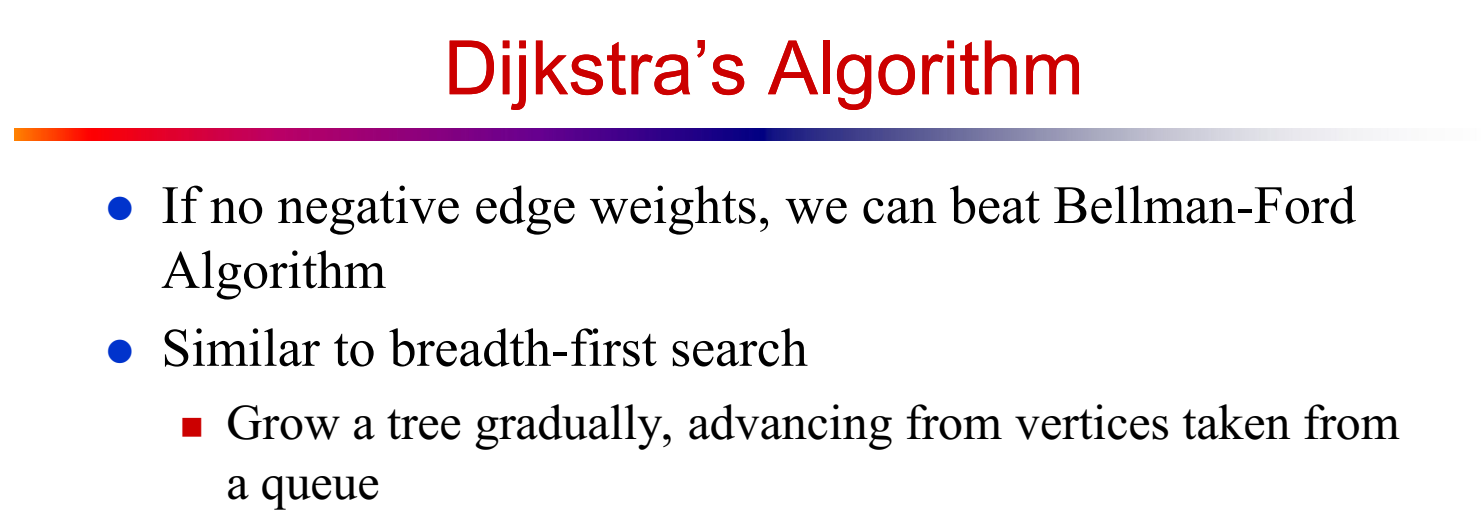 Dijkstra’s Algorithm
If no negative edge weights, we can beat Bellman-Ford
Algorithm
Similar to breadth-first search
Grow a tree gradually, advancing from vertices taken from
a queue